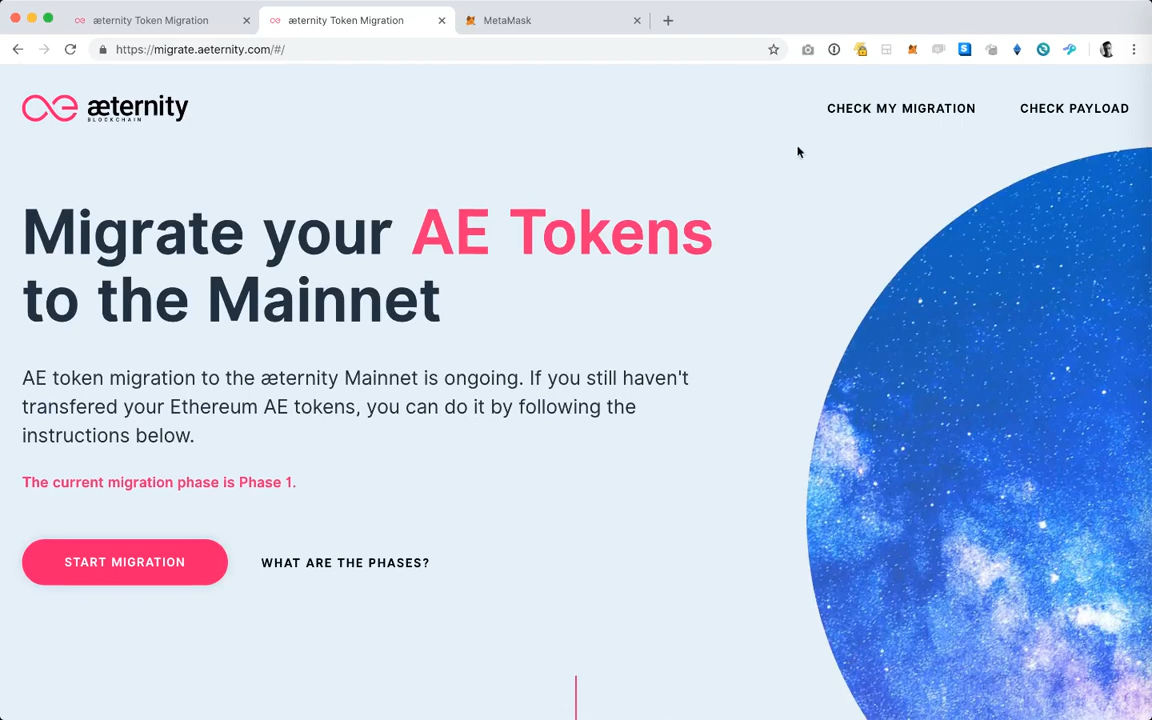 æternity Token Migration
æternity Token Migration
MetaMask
https://migrate.aeternity.com/#/
æternity
BLOCKCHAIN
CHECK MY MIGRATION
CHECK PAYLOAD
Migrate your AE Tokens
to the Mainnet
AE token migration to the æternity Mainnet is ongoing. If you still haven't
transfered your Ethereum AE tokens, you can do it by following the
instructions below.
The current migration phase is Phase 1.
START MIGRATION
WHAT ARE THE PHASES?